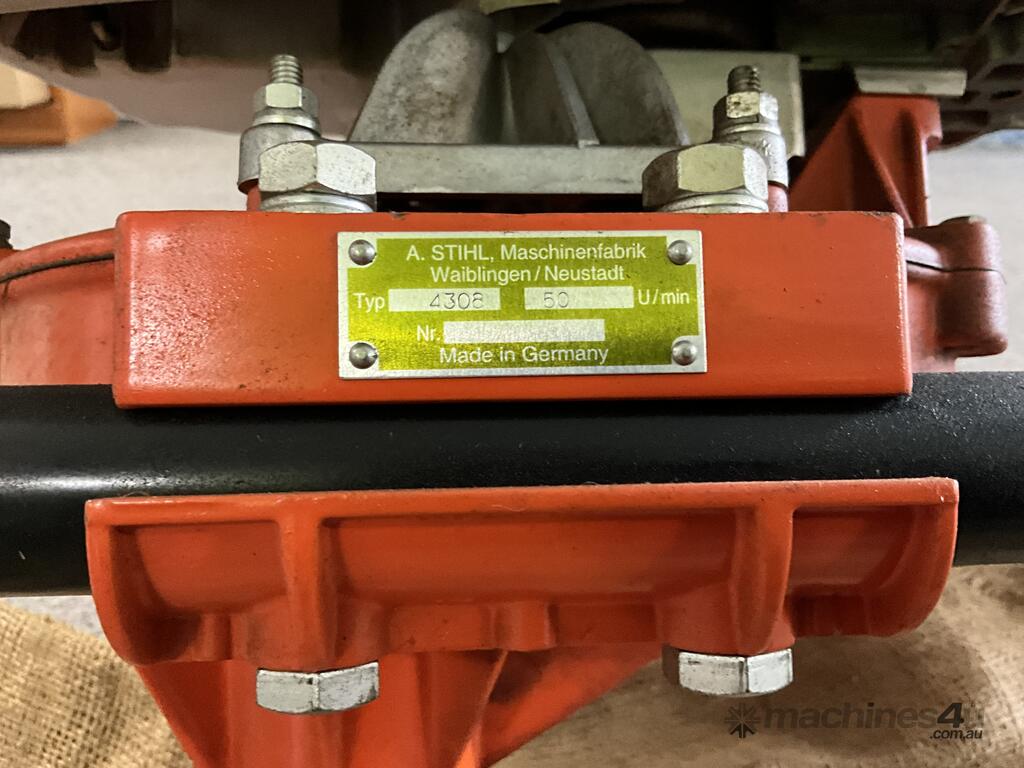 A. STIHL, Maschinenfabrik
Waiblingen/Neustadt
Typ 4308 50 U/min
Nr.
Made in Germany
machines4u
.com.au